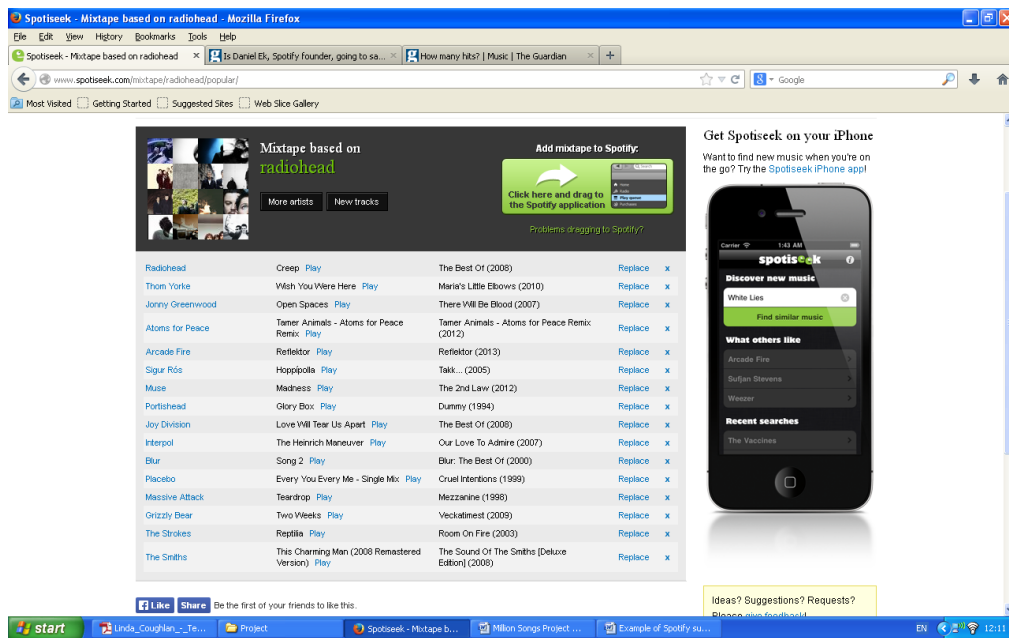 Spotiseek - Mixtape based on radiohead - Mozilla Firefox
File Edit View History Bookmarks Tools Help
Spotiseek - Mixtape based on radiohead × Is Daniel Ek, Spotify founder, going to sa... × How many hits? | Music | The Guardian × +
www.spotiseek.com/mixtape/radiohead/popular/ Google
Most Visited Getting Started Suggested Sites Web Slice Gallery
Mixtape based on
radiohead
More artists New tracks
Add mixtape to Spotify:
Click here and drag to
the Spotify application
Problems dragging to Spotify?
Radiohead Creep Play The Best Of (2008) Replace x
Thom Yorke Wish You Were Here Play Maria's Little Elbows (2010) Replace x
Jonny Greenwood Open Spaces Play There Will Be Blood (2007) Replace x
Atoms for Peace Tamer Animals - Atoms for Peace Tamer Animals - Atoms for Peace Remix Replace x
Remix Play (2012)
Arcade Fire Reflektor Play Reflektor (2013) Replace x
Sigur Rós Hoppípolla Play Takk... (2005) Replace x
Muse Madness Play The 2nd Law (2012) Replace x
Portishead Glory Box Play Dummy (1994) Replace x
Joy Division Love Will Tear Us Apart Play The Best Of (2008) Replace x
Interpol The Heinrich Maneuver Play Our Love To Admire (2007) Replace x
Blur Song 2 Play Blur: The Best Of (2000) Replace x
Placebo Every You Every Me - Single Mix Play Cruel Intentions (1999) Replace x
Massive Attack Teardrop Play Mezzanine (1998) Replace x
Grizzly Bear Two Weeks Play Veckatimest (2009) Replace x
The Strokes Reptilia Play Room On Fire (2003) Replace x
The Smiths This Charming Man (2008 Remastered The Sound Of The Smiths [Deluxe Replace x
Version) Play Edition] (2008)
Like Share Be the first of your friends to like this.
Get Spotiseek on your iPhone
Want to find new music when you're on
the go? Try the Spotiseek iPhone app!
Carrier 1:43 AM
spotiseek
Discover new music
White Lies
Find similar music
What others like
Arcade Fire
Sufjan Stevens
Weezer
Recent searches
The Vaccines
Ideas? Suggestions? Requests?
Please give feedback!
start Linda_Coughlan_-_Te... Project Spotiseek - Mixtape b... Million Songs Project ... Example of Spotify su... EN 12:11